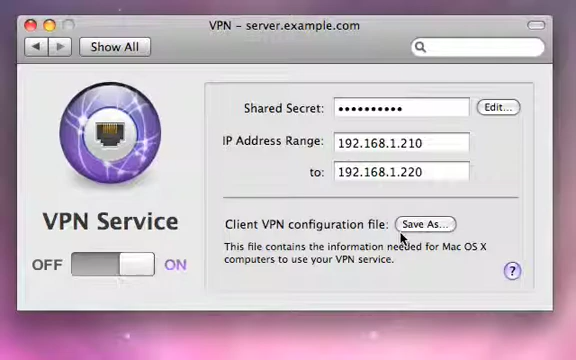 VPN – server.example.com
Show All
Shared Secret: •••••••••• Edit...
IP Address Range: 192.168.1.210
to: 192.168.1.220
VPN Service
OFF ON
Client VPN configuration file: Save As...
This file contains the information needed for Mac OS X
computers to use your VPN service.
?